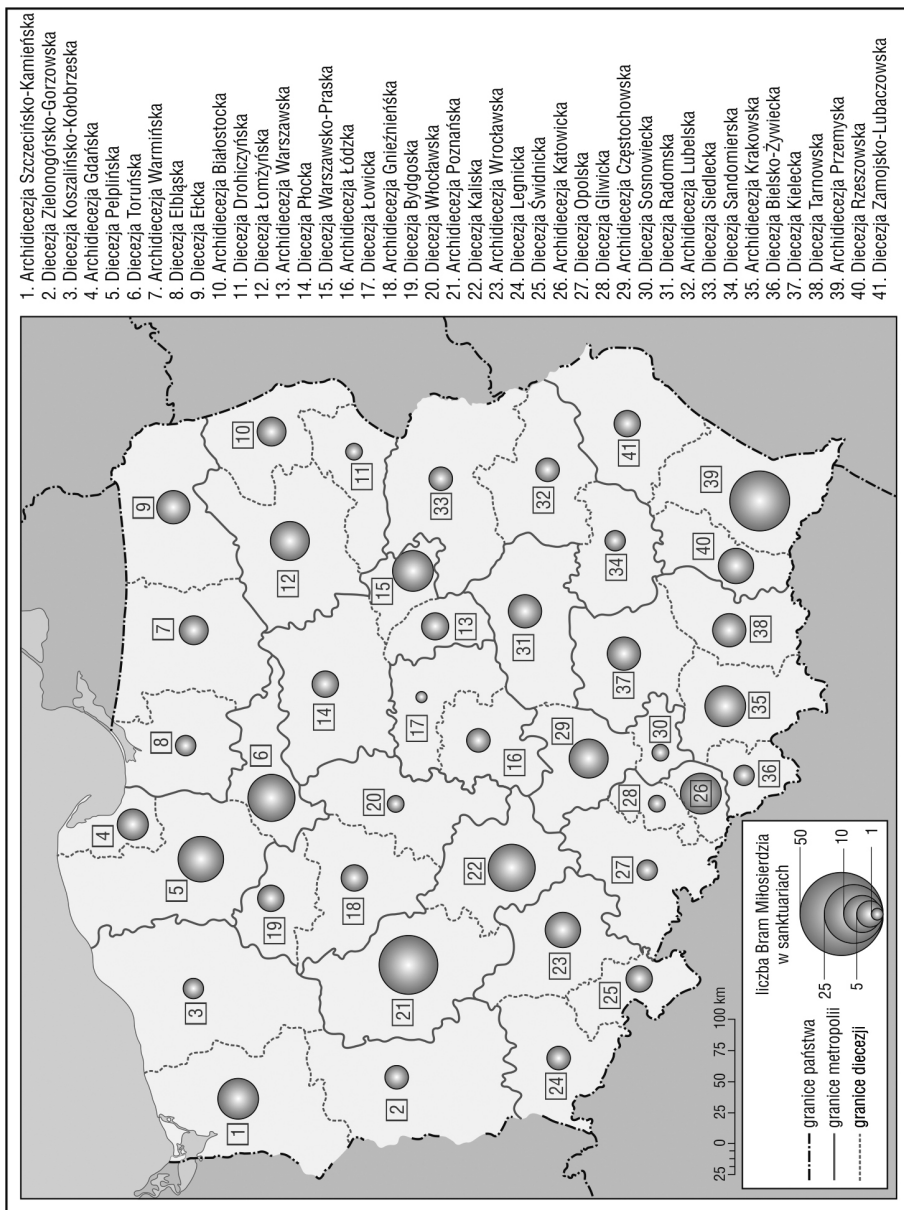 1. Archidiecezja Szczecińsko-Kamieńska
2. Diecezja Zielonogórsko-Gorzowska
3. Diecezja Koszalińsko-Kołobrzeska
4. Archidiecezja Gdańska
5. Diecezja Pelplińska
6. Diecezja Toruńska
7. Archidiecezja Warmińska
8. Diecezja Elbląska
9. Diecezja Ełcka
10. Archidiecezja Białostocka
11. Diecezja Drohiczyńska
12. Diecezja Łomżyńska
13. Archidiecezja Warszawska
14. Diecezja Płocka
15. Diecezja Warszawsko-Praska
16. Archidiecezja Łódzka
17. Diecezja Łowicka
18. Archidiecezja Gnieźnieńska
19. Diecezja Bydgoska
20. Diecezja Włocławska
21. Archidiecezja Poznańska
22. Diecezja Kaliska
23. Archidiecezja Wrocławska
24. Diecezja Legnicka
25. Diecezja Świdnicka
26. Archidiecezja Katowicka
27. Diecezja Opolska
28. Diecezja Gliwicka
29. Archidiecezja Częstochowska
30. Diecezja Sosnowiecka
31. Diecezja Radomska
32. Archidiecezja Lubelska
33. Diecezja Siedlecka
34. Diecezja Sandomierska
35. Archidiecezja Krakowska
36. Diecezja Bielsko-Żywiecka
37. Diecezja Kielecka
38. Diecezja Tarnowska
39. Archidiecezja Przemyska
40. Diecezja Rzeszowska
41. Diecezja Zamojsko-Lubaczowska
1
2
3
4
5
6
7
8
9
10
11
12
13
14
15
16
17
18
19
20
21
22
23
24
25
26
27
28
29
30
31
32
33
34
35
36
37
38
39
40
41
25 0 25 50 75 100 km
granice państwa
granice metropolii
granice diecezji
liczba Bram Miłosierdzia
w sanktuariach
50
25
10
5
1